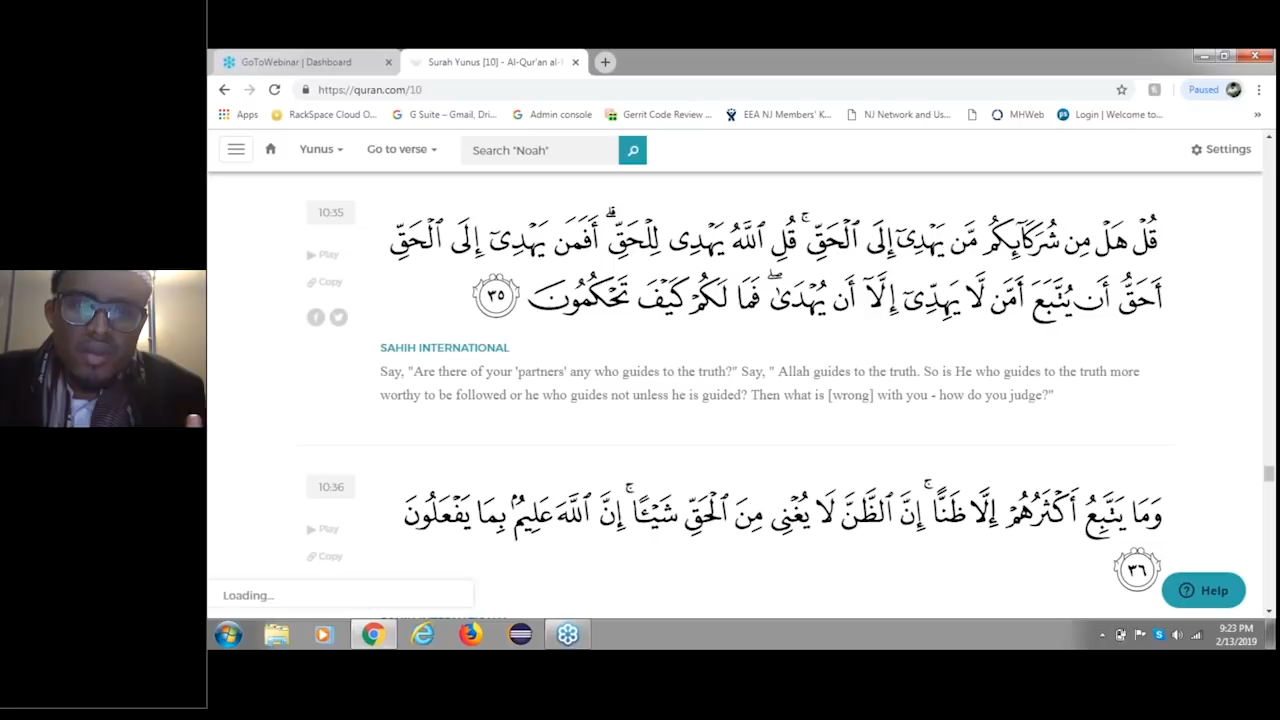 GoToWebinar | Dashboard
Surah Yunus [10] - Al-Qur'an al-
https://quran.com/10
Paused
Apps
RackSpace Cloud O...
G Suite – Gmail, Dri...
Admin console
Gerrit Code Review ...
EEA NJ Members' K...
NJ Network and Us...
MHWeb
Login | Welcome to...
»
Yunus
Go to verse
Search "Noah"
Settings
10:35
Play
Copy
قُلْ هَلْ مِن شُرَكَآئِكُم مَّن يَهْدِىٓ إِلَى ٱلْحَقِّ ۚ قُلِ ٱللَّهُ يَهْدِى لِلْحَقِّ ۗ أَفَمَن يَهْدِىٓ إِلَى ٱلْحَقِّ
أَحَقُّ أَن يُتَّبَعَ أَمَّن لَّا يَهِدِّىٓ إِلَّآ أَن يُهْدَىٰ ۖ فَمَا لَكُمْ كَيْفَ تَحْكُمُونَ ٣٥
SAHIH INTERNATIONAL
Say, "Are there of your 'partners' any who guides to the truth?" Say, " Allah guides to the truth. So is He who guides to the truth more
worthy to be followed or he who guides not unless he is guided? Then what is [wrong] with you - how do you judge?"
10:36
Play
Copy
وَمَا يَتَّبِعُ أَكْثَرُهُمْ إِلَّا ظَنًّا ۚ إِنَّ ٱلظَّنَّ لَا يُغْنِى مِنَ ٱلْحَقِّ شَيْـًٔا ۚ إِنَّ ٱللَّهَ عَلِيمٌۢ بِمَا يَفْعَلُونَ
٣٦
Loading...
Help
9:23 PM
2/13/2019